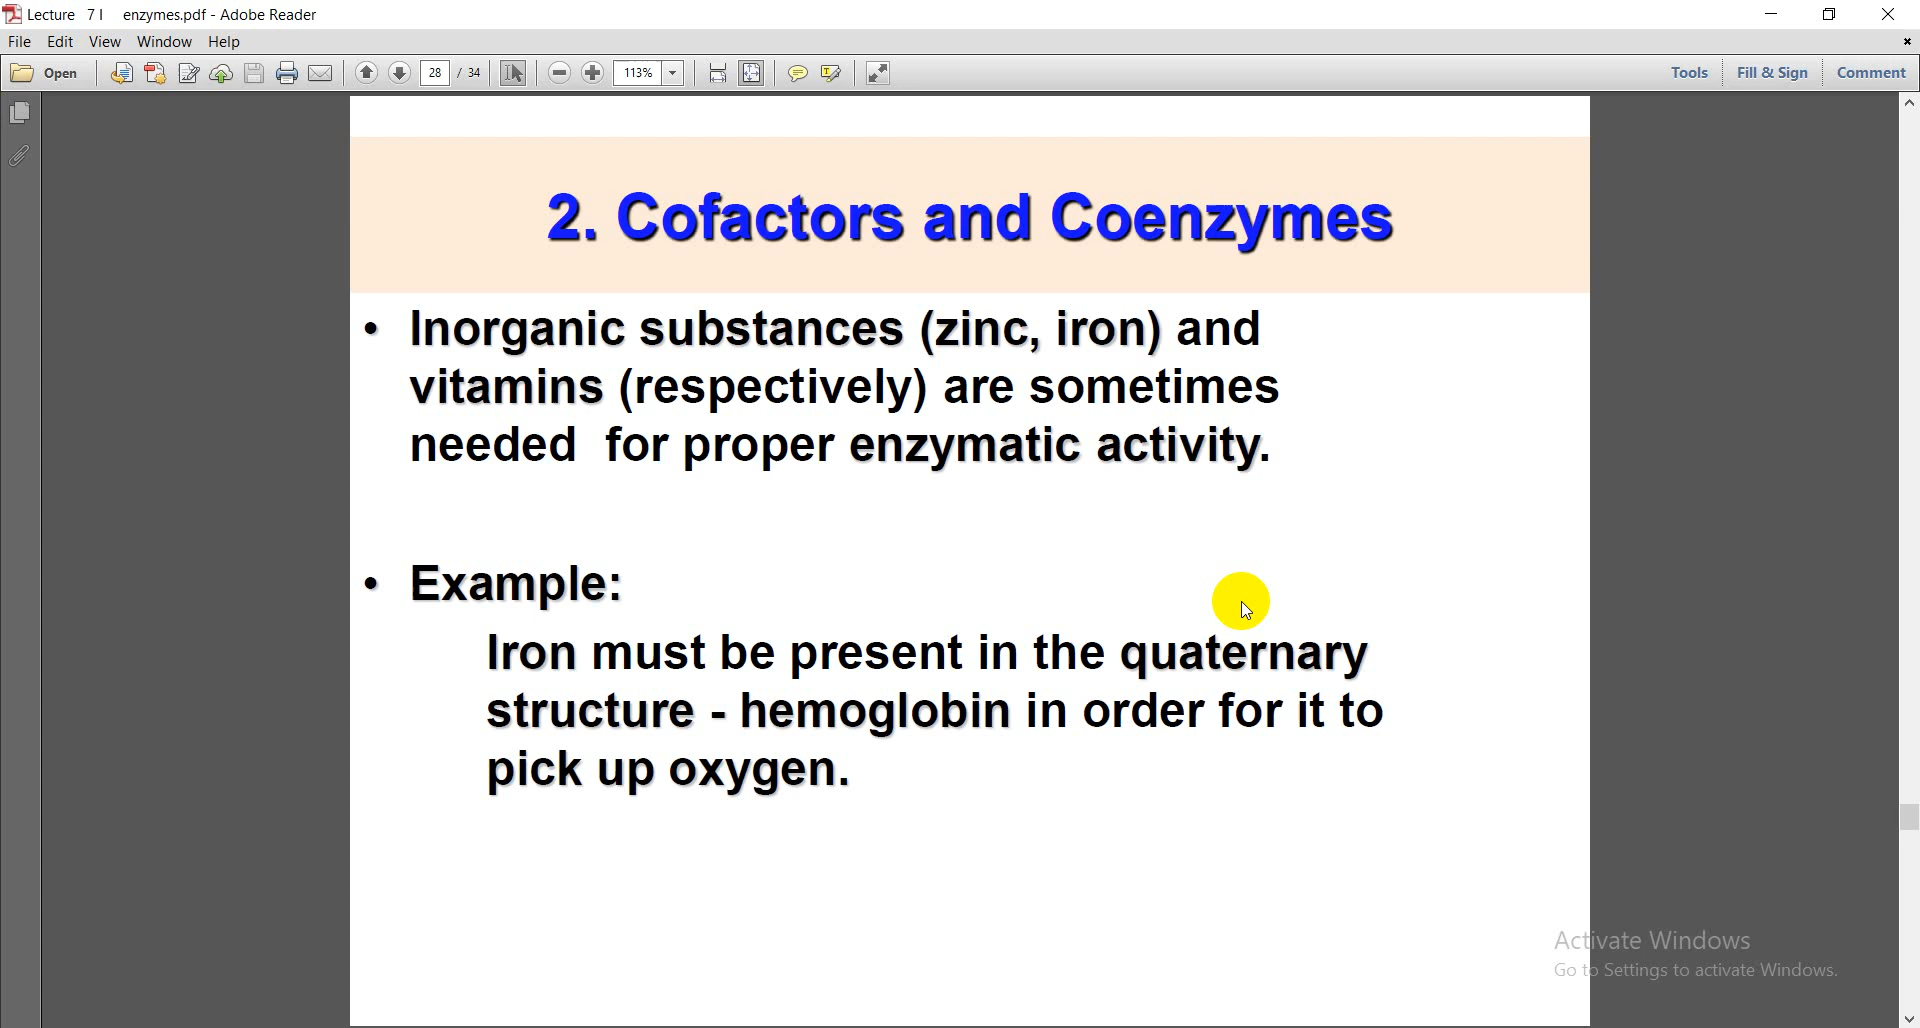 Lecture 7 I enzymes.pdf - Adobe Reader
File Edit View Window Help
Open 28 / 34 113% Tools Fill & Sign Comment
2. Cofactors and Coenzymes
• Inorganic substances (zinc, iron) and
vitamins (respectively) are sometimes
needed for proper enzymatic activity.
• Example:
Iron must be present in the quaternary
structure - hemoglobin in order for it to
pick up oxygen.
Activate Windows
Go to Settings to activate Windows.